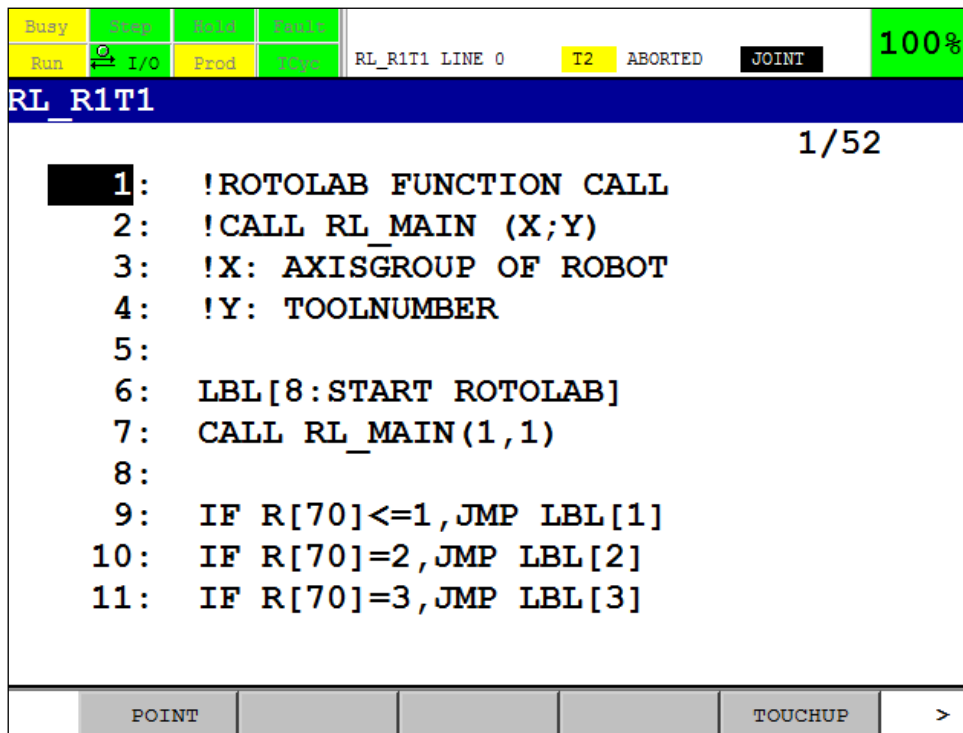 Busy Step Hold Fault
Run I/O Prod TCyc RL_R1T1 LINE 0 T2 ABORTED JOINT 100%
RL_R1T1
1/52
1: !ROTOLAB FUNCTION CALL
2: !CALL RL_MAIN (X;Y)
3: !X: AXISGROUP OF ROBOT
4: !Y: TOOLNUMBER
5:
6: LBL[8:START ROTOLAB]
7: CALL RL_MAIN(1,1)
8:
9: IF R[70]<=1,JMP LBL[1]
10: IF R[70]=2,JMP LBL[2]
11: IF R[70]=3,JMP LBL[3]
POINT TOUCHUP >